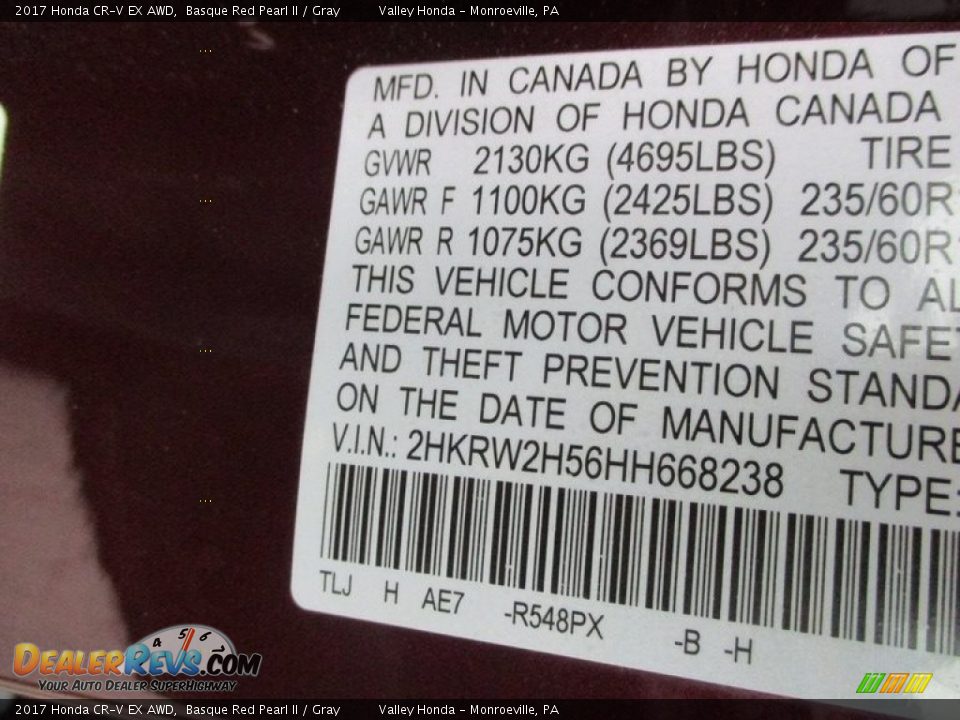 2017 Honda CR-V EX AWD, Basque Red Pearl II / Gray Valley Honda - Monroeville, PA
MFD. IN CANADA BY HONDA OF
A DIVISION OF HONDA CANADA
GVWR 2130KG (4695LBS) TIRE
GAWR F 1100KG (2425LBS) 235/60R
GAWR R 1075KG (2369LBS) 235/60R
THIS VEHICLE CONFORMS TO AL
FEDERAL MOTOR VEHICLE SAFET
AND THEFT PREVENTION STANDA
ON THE DATE OF MANUFACTURE
V.I.N.: 2HKRW2H56HH668238 TYPE:
TLJ H AE7 -R548PX -B -H
4 5 6
DEALERREVS.COM
YOUR AUTO DEALER SUPERHIGHWAY
2017 Honda CR-V EX AWD, Basque Red Pearl II / Gray Valley Honda - Monroeville, PA